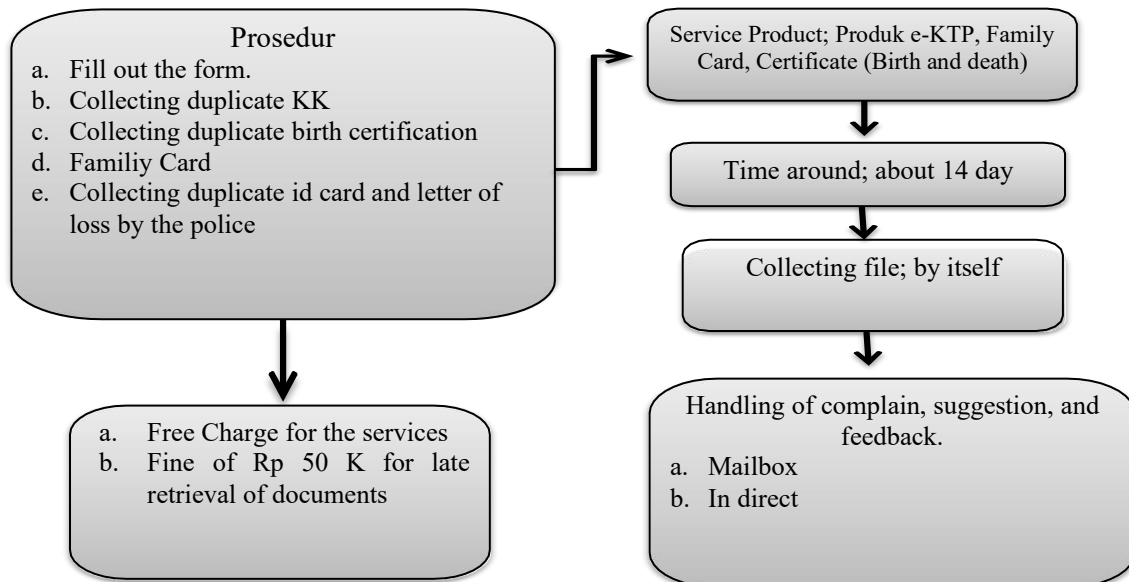 Prosedur
a. Fill out the form.
b. Collecting duplicate KK
c. Collecting duplicate birth certification
d. Familiy Card
e. Collecting duplicate id card and letter of
loss by the police
a. Free Charge for the services
b. Fine of Rp 50 K for late
retrieval of documents
Service Product; Produk e-KTP, Family
Card, Certificate (Birth and death)
Time around; about 14 day
Collecting file; by itself
Handling of complain, suggestion, and
feedback.
a. Mailbox
b. In direct